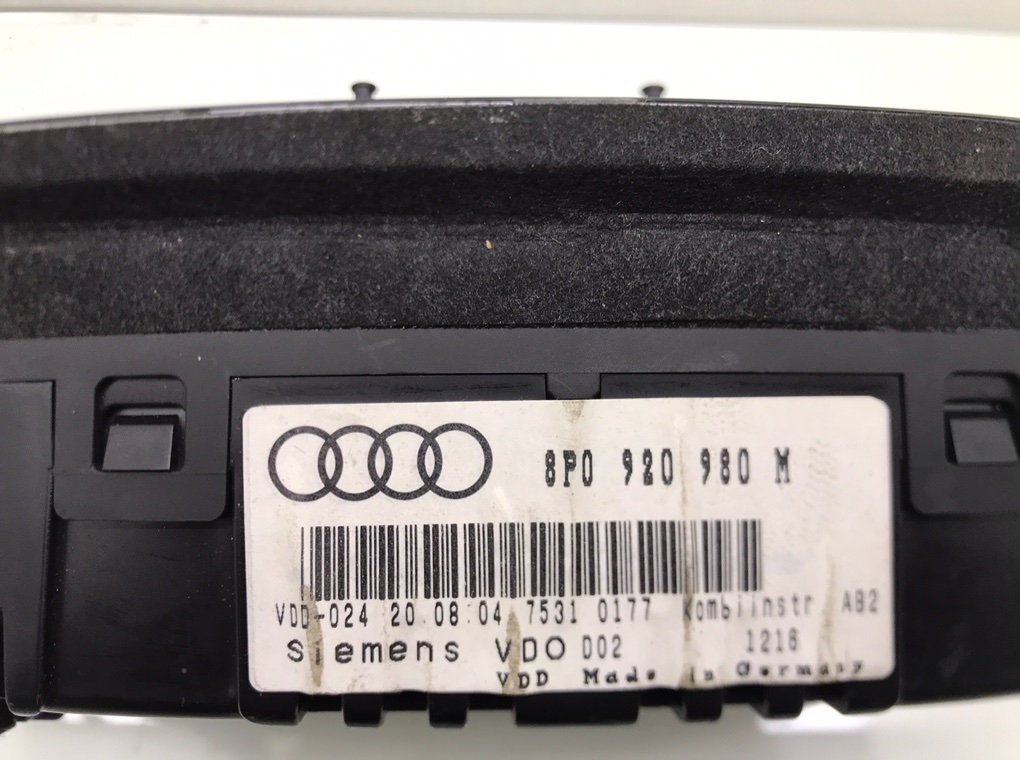 8P0 920 980 M
VDD-024 20.08.04 7531 0177 Kombiinstr AB2
Siemens VDO D02 1216
VDD Made in Germany